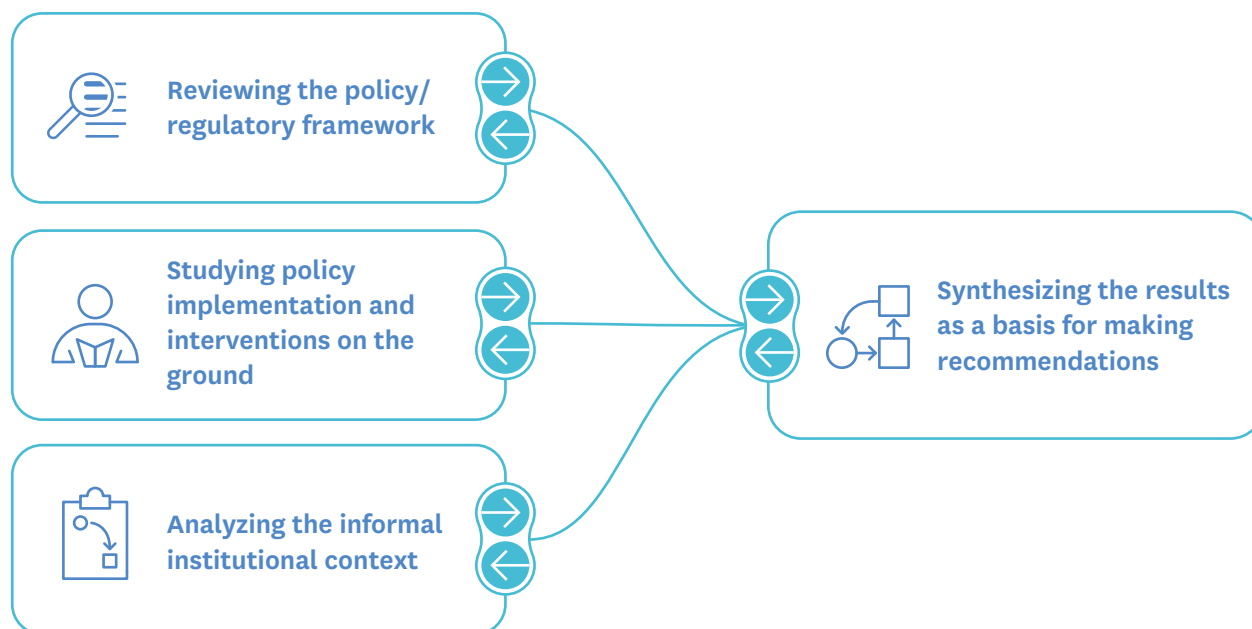 Reviewing the policy/
regulatory framework
Studying policy
implementation and
interventions on the
ground
Analyzing the informal
institutional context
Synthesizing the results
as a basis for making
recommendations